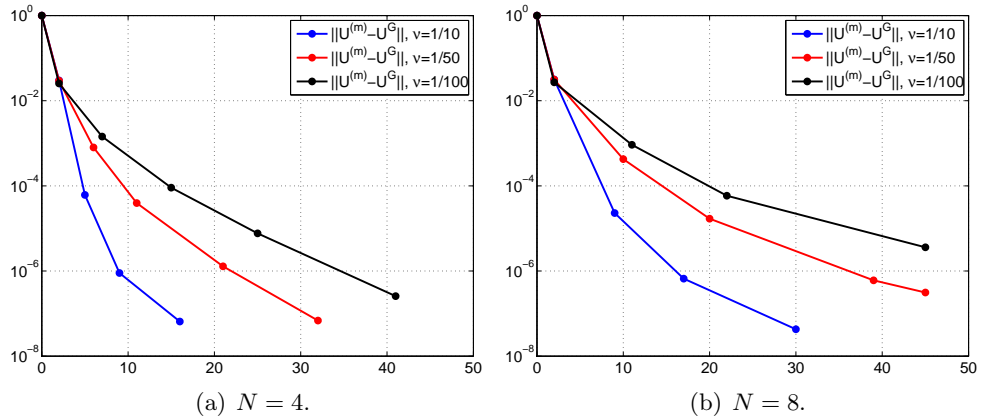 ||U^(m)−U^G||, ν=1/10
||U^(m)−U^G||, ν=1/50
||U^(m)−U^G||, ν=1/100
10^0
10^−2
10^−4
10^−6
10^−8
0 10 20 30 40 50
(a) N = 4.
||U^(m)−U^G||, ν=1/10
||U^(m)−U^G||, ν=1/50
||U^(m)−U^G||, ν=1/100
10^0
10^−2
10^−4
10^−6
10^−8
0 10 20 30 40 50
(b) N = 8.